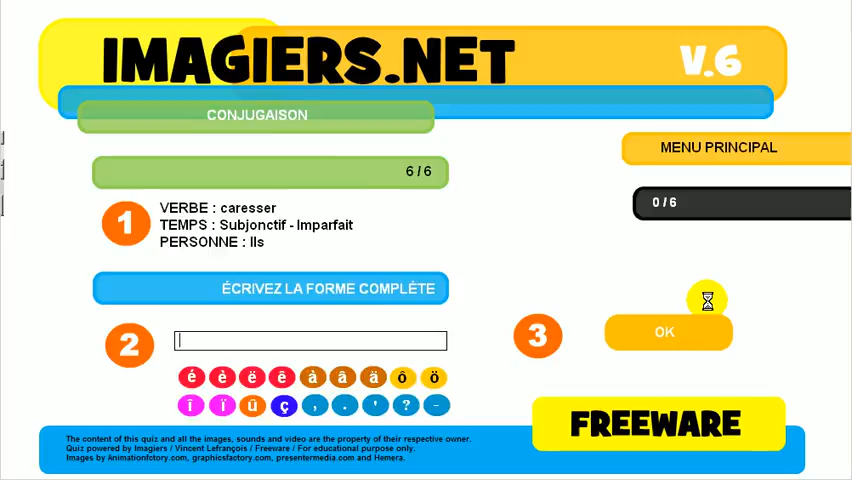 IMAGIERS.NET
V.6
CONJUGAISON
MENU PRINCIPAL
6 / 6
0 / 6
1
VERBE : caresser
TEMPS : Subjonctif - Imparfait
PERSONNE : Ils
ÉCRIVEZ LA FORME COMPLÈTE
2
3
OK
é è ë ê à â ä ô ö
î ï û ç , . ' ? -
FREEWARE
The content of this quiz and all the images, sounds and video are the property of their respective owner.
Quiz powered by Imagiers / Vincent Lefrançois / Freeware / For educational purpose only.
Images by Animationfctory.com, graphicsfactory.com, presentermedia.com and Hemera.